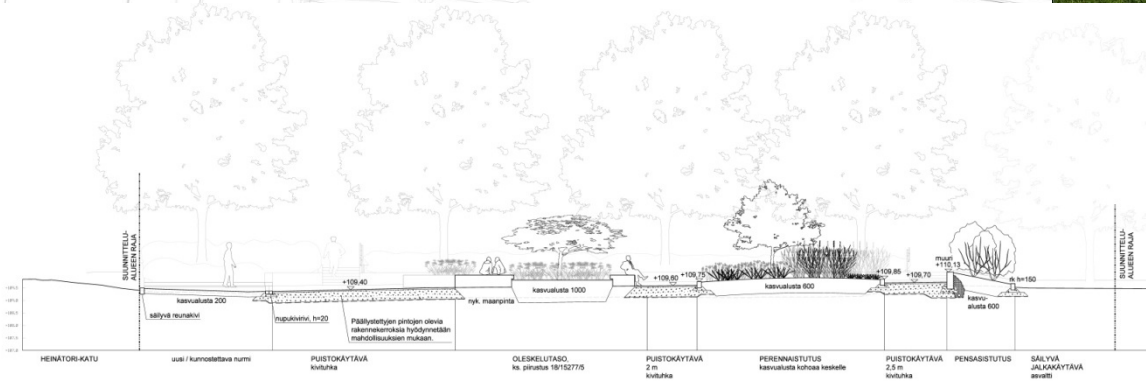 SUUNNITTELU-
ALUEEN RAJA
SUUNNITTELU-
ALUEEN RAJA
muuri
+110,13
+109,40
+109,60
+109,75
+109,85
+109,70
rk h=150
kasvualusta 200
nyk. maanpinta
kasvualusta 1000
kasvualusta 600
kasvu-
alusta 600
säilyvä reunakivi
nupukivirivi, h=20
Päällystettyjen pintojen olevia
rakennekerroksia hyödynnetään
mahdollisuuksien mukaan.
HEINÄTORI-KATU
uusi / kunnostettava nurmi
PUISTOKÄYTÄVÄ
kivituhka
OLESKELUTASO,
ks. piirustus 18/15277/5
PUISTOKÄYTÄVÄ
2 m
kivituhka
PERENNAISTUTUS
kasvualusta kohoaa keskelle
PUISTOKÄYTÄVÄ
2,5 m
kivituhka
PENSASISTUTUS
SÄILYVÄ
JALKAKÄYTÄVÄ
asvaltti